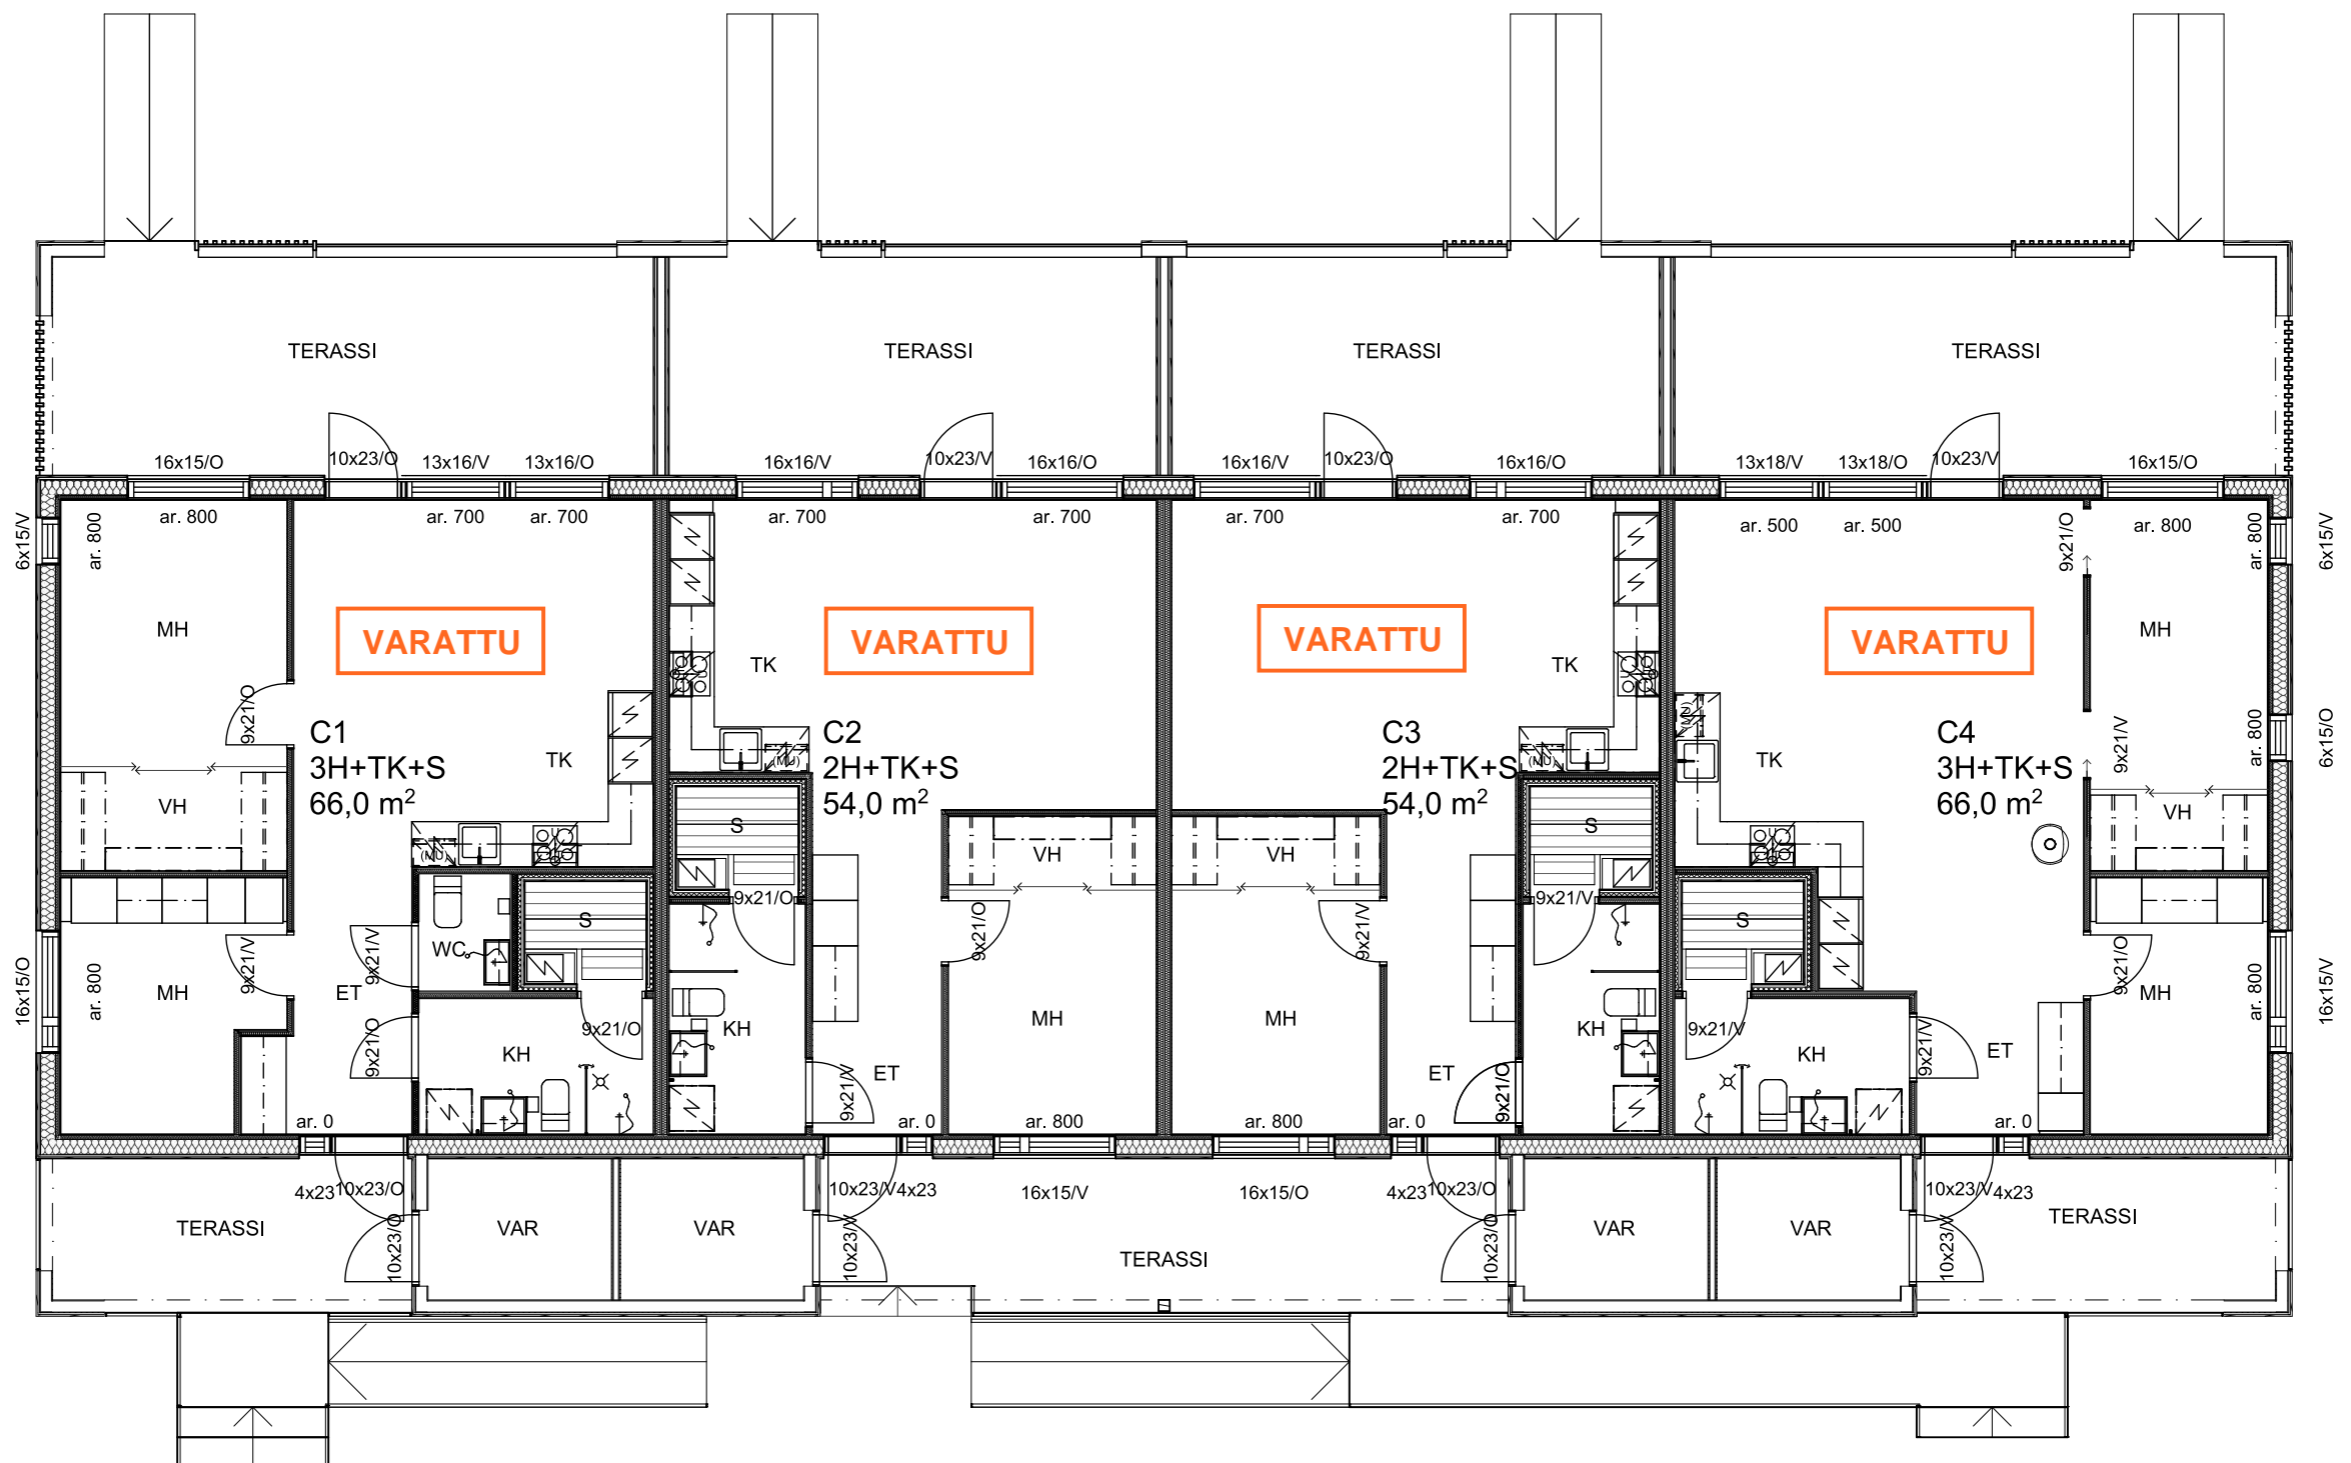 TERASSI TERASSI TERASSI TERASSI
16x15/O 10x23/O 13x16/V 13x16/O 16x16/V 10x23/V 16x16/O 16x16/V 10x23/O 16x16/O 13x18/V 13x18/O 10x23/V 16x15/O
6x15/V ar. 800 ar. 800 ar. 700 ar. 700 ar. 700 ar. 700 ar. 700 ar. 700 ar. 500 ar. 500 9x21/O ar. 800 ar. 800 6x15/V
MH VARATTU VARATTU VARATTU VARATTU MH
TK TK
9x21/O 9x21/V ar. 800 6x15/O
C1
3H+TK+S
66,0 m²
TK
VH
(MU)
U
C2
2H+TK+S
54,0 m²
(MU)
C3
2H+TK+S
54,0 m²
(MU)
C4
3H+TK+S
66,0 m²
TK
VH
(MU)
U
S VH VH S
9x21/O 9x21/V
WC S S
16x15/O ar. 800 MH 9x21/V ET 9x21/V 9x21/O 9x21/V 9x21/O MH ar. 800 16x15/V
9x21/O 9x21/O KH KH MH MH KH 9x21/V KH 9x21/V ET
ET 9x21/V ET 9x21/O
ar. 0 ar. 0 ar. 800 ar. 800 ar. 0 ar. 0
4x23 10x23/O 10x23/V 4x23 16x15/V 16x15/O 4x23 10x23/O 10x23/V 4x23
TERASSI 10x23/O VAR VAR 10x23/V TERASSI 10x23/O VAR VAR 10x23/V TERASSI